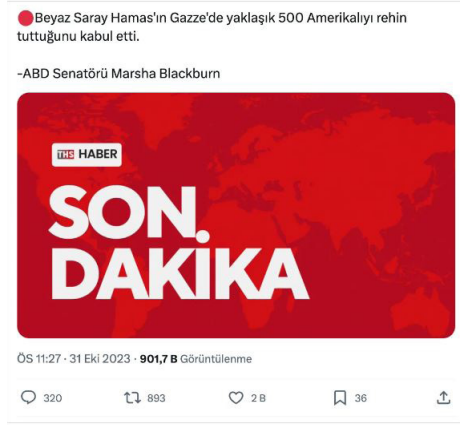 🔴Beyaz Saray Hamas'ın Gazze'de yaklaşık 500 Amerikalıyı rehin
tuttuğunu kabul etti.
-ABD Senatörü Marsha Blackburn
THS HABER
SON
DAKİKA
ÖS 11:27 · 31 Eki 2023 · 901,7 B Görüntülenme
320 893 2 B 36